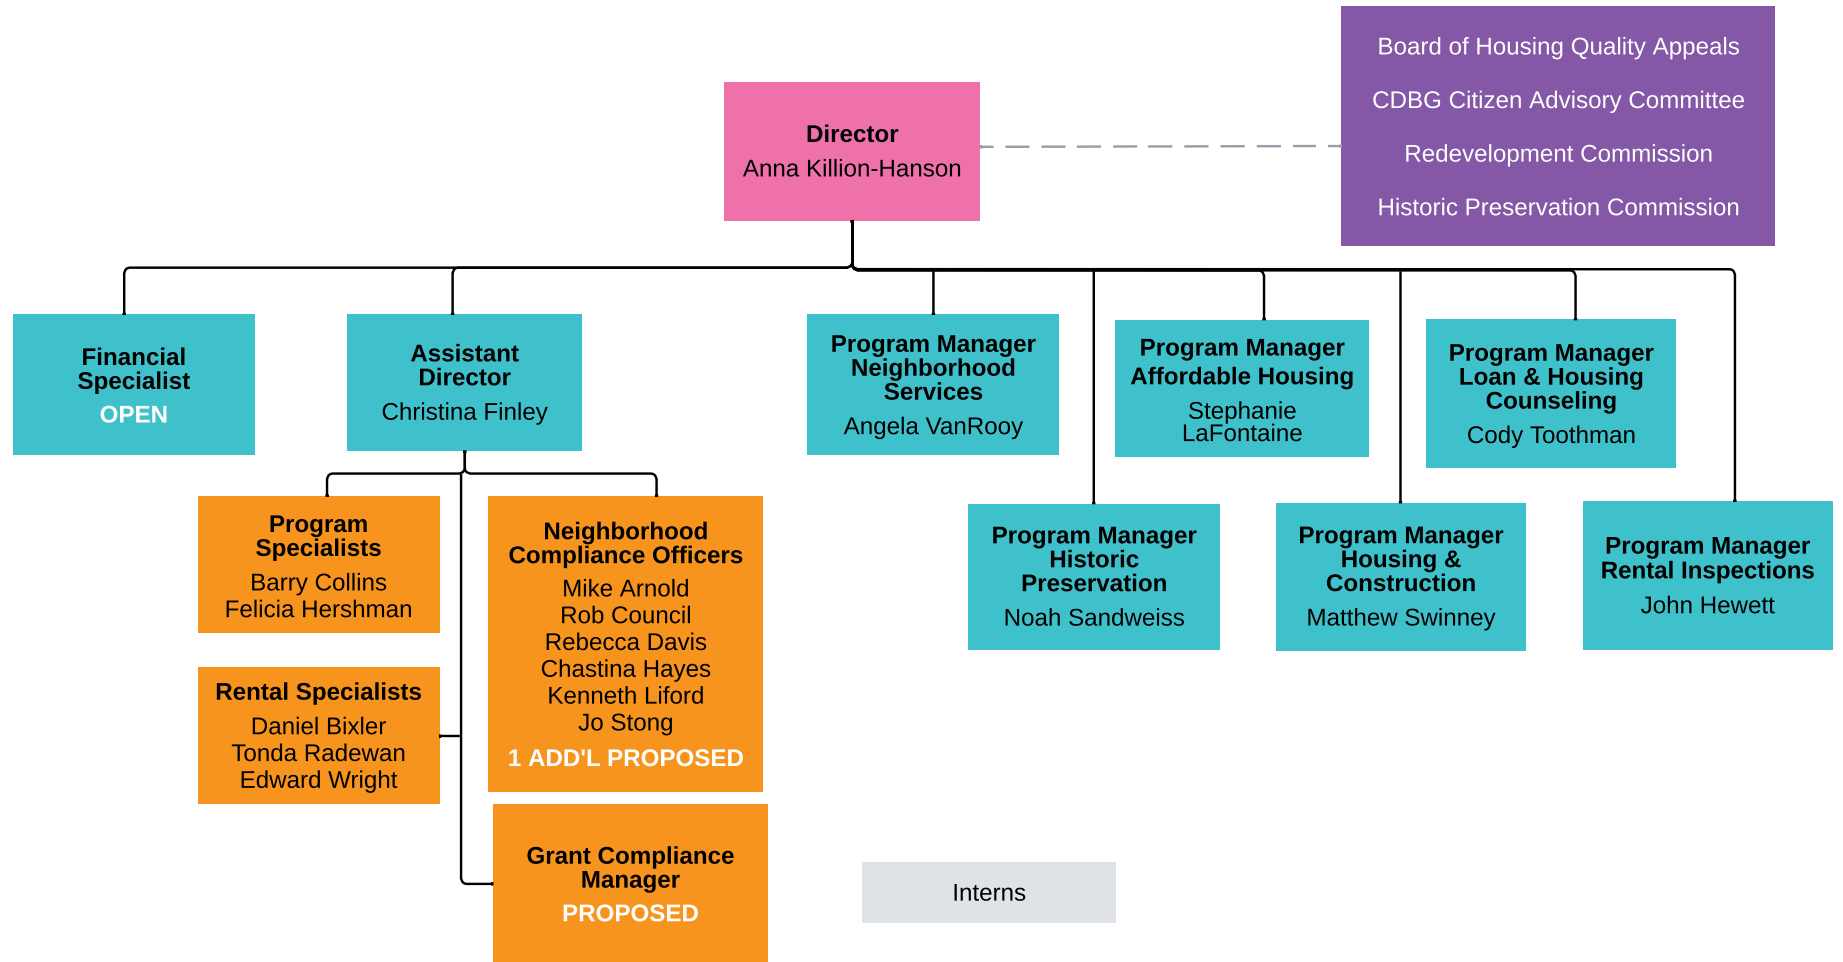 Board of Housing Quality Appeals
CDBG Citizen Advisory Committee
Redevelopment Commission
Historic Preservation Commission
Director
Anna Killion-Hanson
Financial
Specialist
OPEN
Assistant
Director
Christina Finley
Program Manager
Neighborhood
Services
Angela VanRooy
Program Manager
Affordable Housing
Stephanie
LaFontaine
Program Manager
Loan & Housing
Counseling
Cody Toothman
Program
Specialists
Barry Collins
Felicia Hershman
Neighborhood
Compliance Officers
Mike Arnold
Rob Council
Rebecca Davis
Chastina Hayes
Kenneth Liford
Jo Stong
1 ADD'L PROPOSED
Program Manager
Historic
Preservation
Noah Sandweiss
Program Manager
Housing &
Construction
Matthew Swinney
Program Manager
Rental Inspections
John Hewett
Rental Specialists
Daniel Bixler
Tonda Radewan
Edward Wright
Grant Compliance
Manager
PROPOSED
Interns